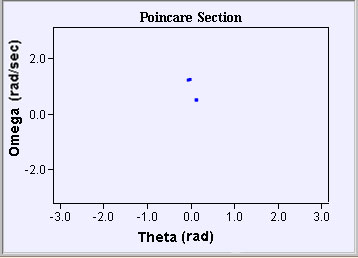 Poincare Section
Omega (rad/sec)
2.0
0.0
-2.0
-3.0 -2.0 -1.0 0.0 1.0 2.0 3.0
Theta (rad)